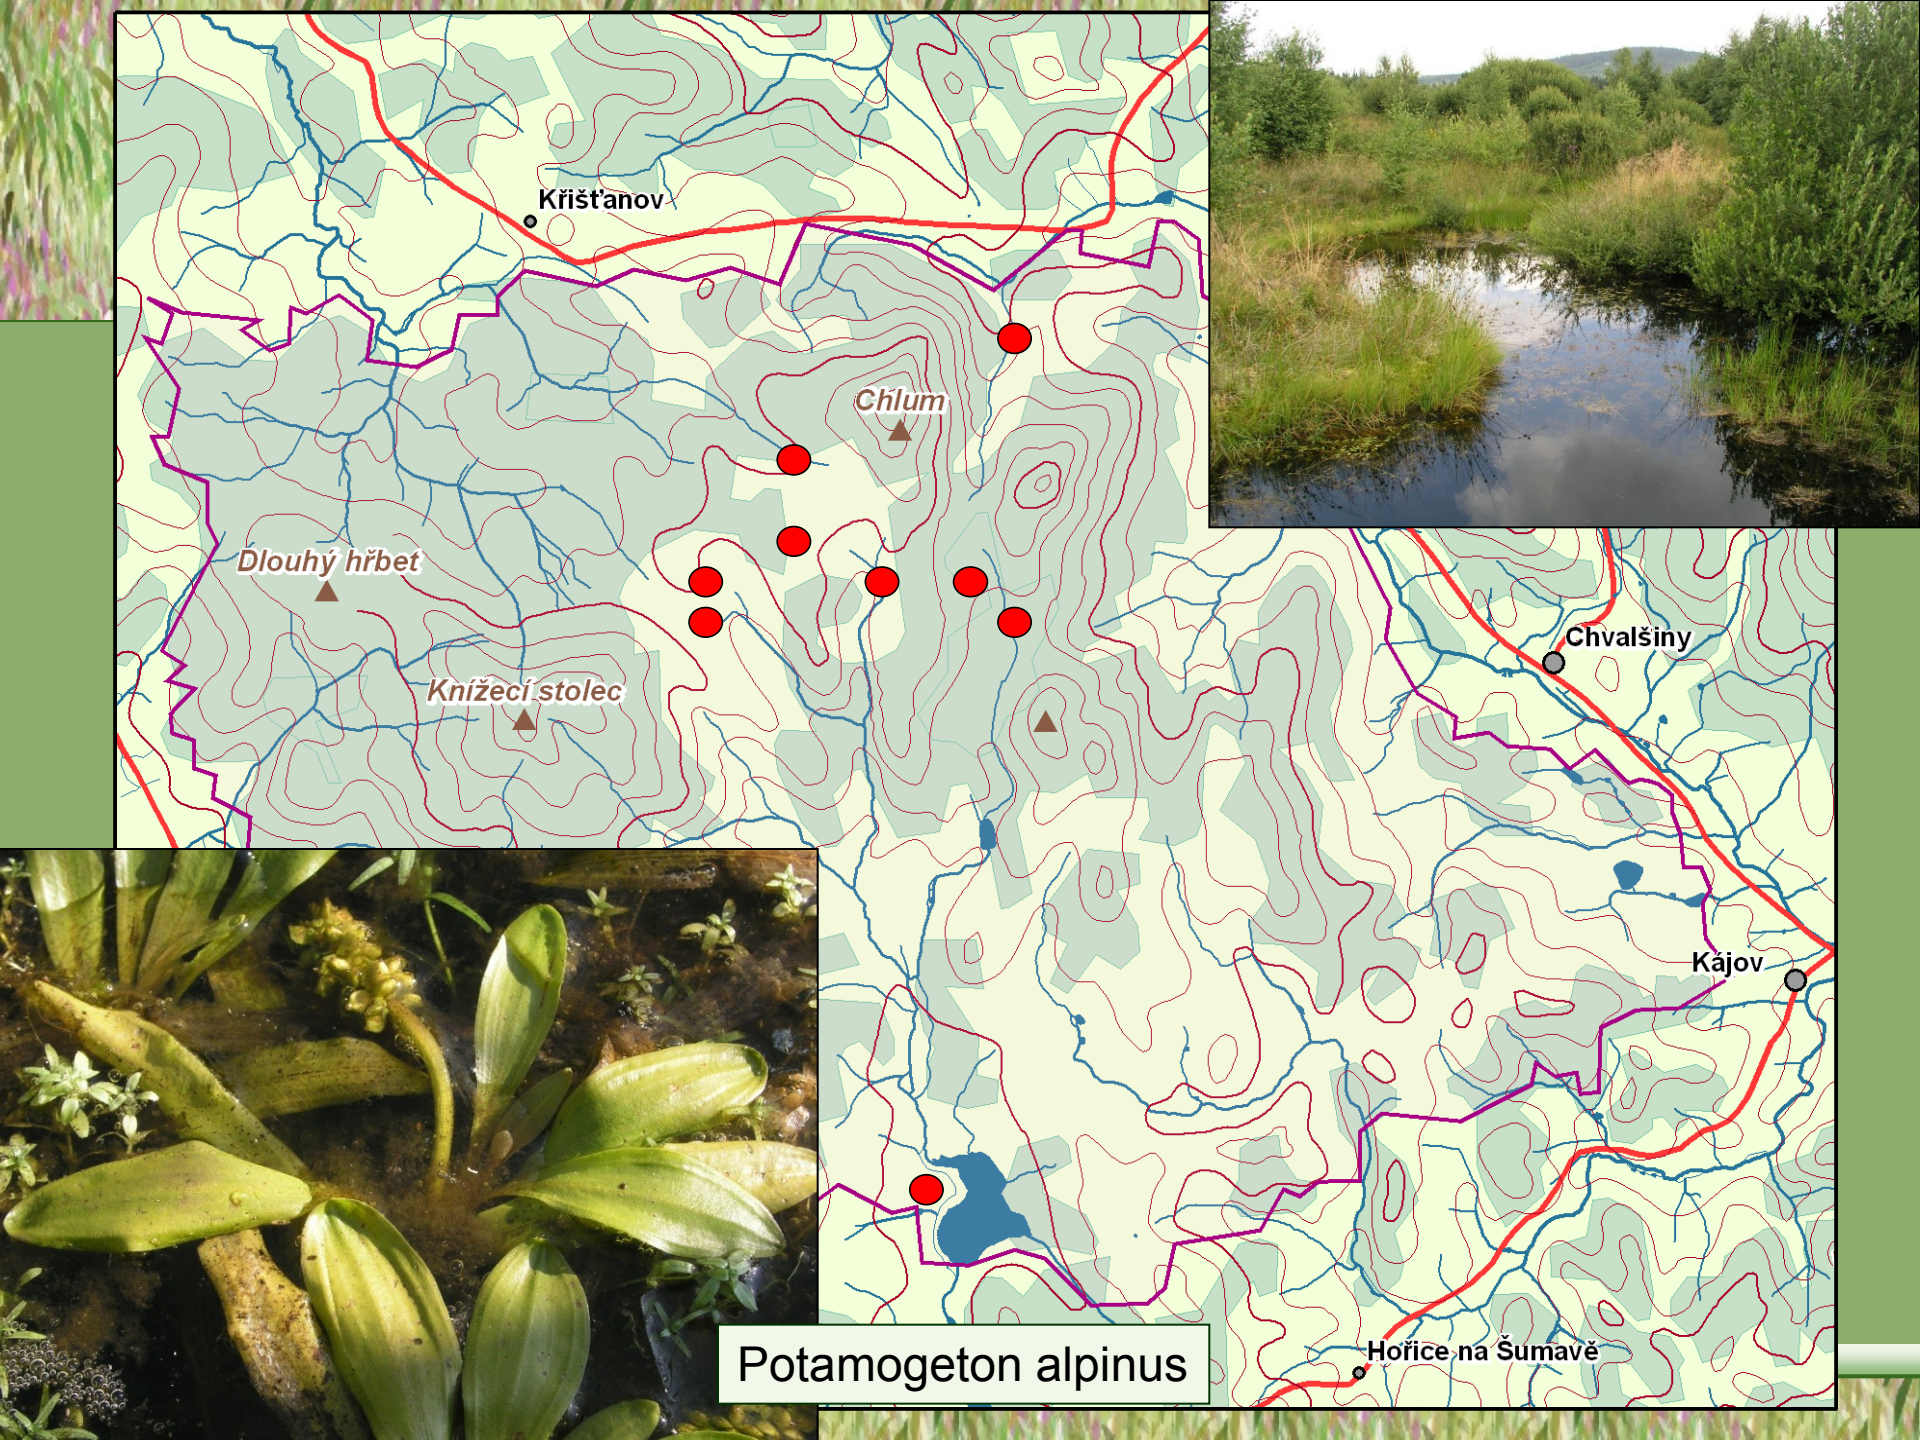 Křišťanov
Chlum
Dlouhý hřbet
Chvalšiny
Knížecí stolec
Kájov
Hořice na Šumavě
Potamogeton alpinus